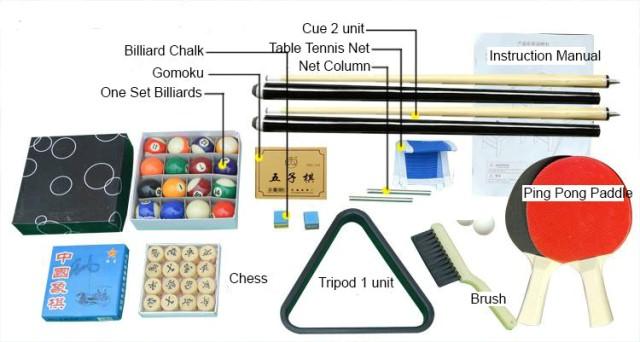 Cue 2 unit
Billiard Chalk
Table Tennis Net
Gomoku
Net Column
Instruction Manual
One Set Billiards
五子棋
Ping Pong Paddle
中國象棋
Chess
Tripod 1 unit
Brush